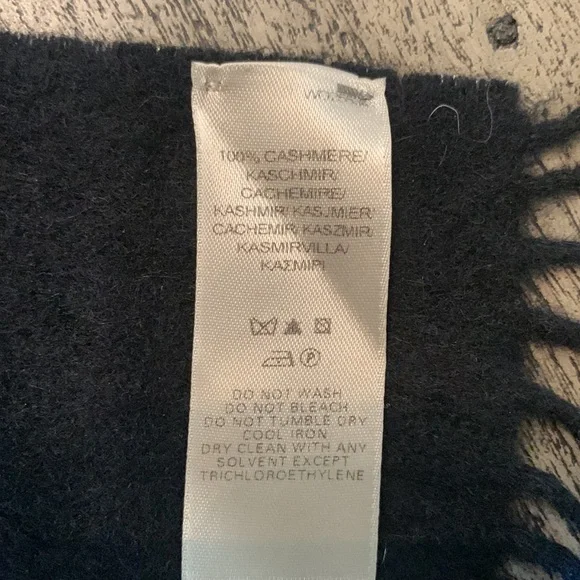 100% CASHMERE/
KASCHMIR/
CACHEMIRE/
KASHMIR/ KASJMIER
CACHEMIR/ KASZMIR/
KASMIRVILLA/
ΚΑΣΜΙΡΙ
P
DO NOT WASH
DO NOT BLEACH
DO NOT TUMBLE DRY
COOL IRON
DRY CLEAN WITH ANY
SOLVENT EXCEPT
TRICHLOROETHYLENE